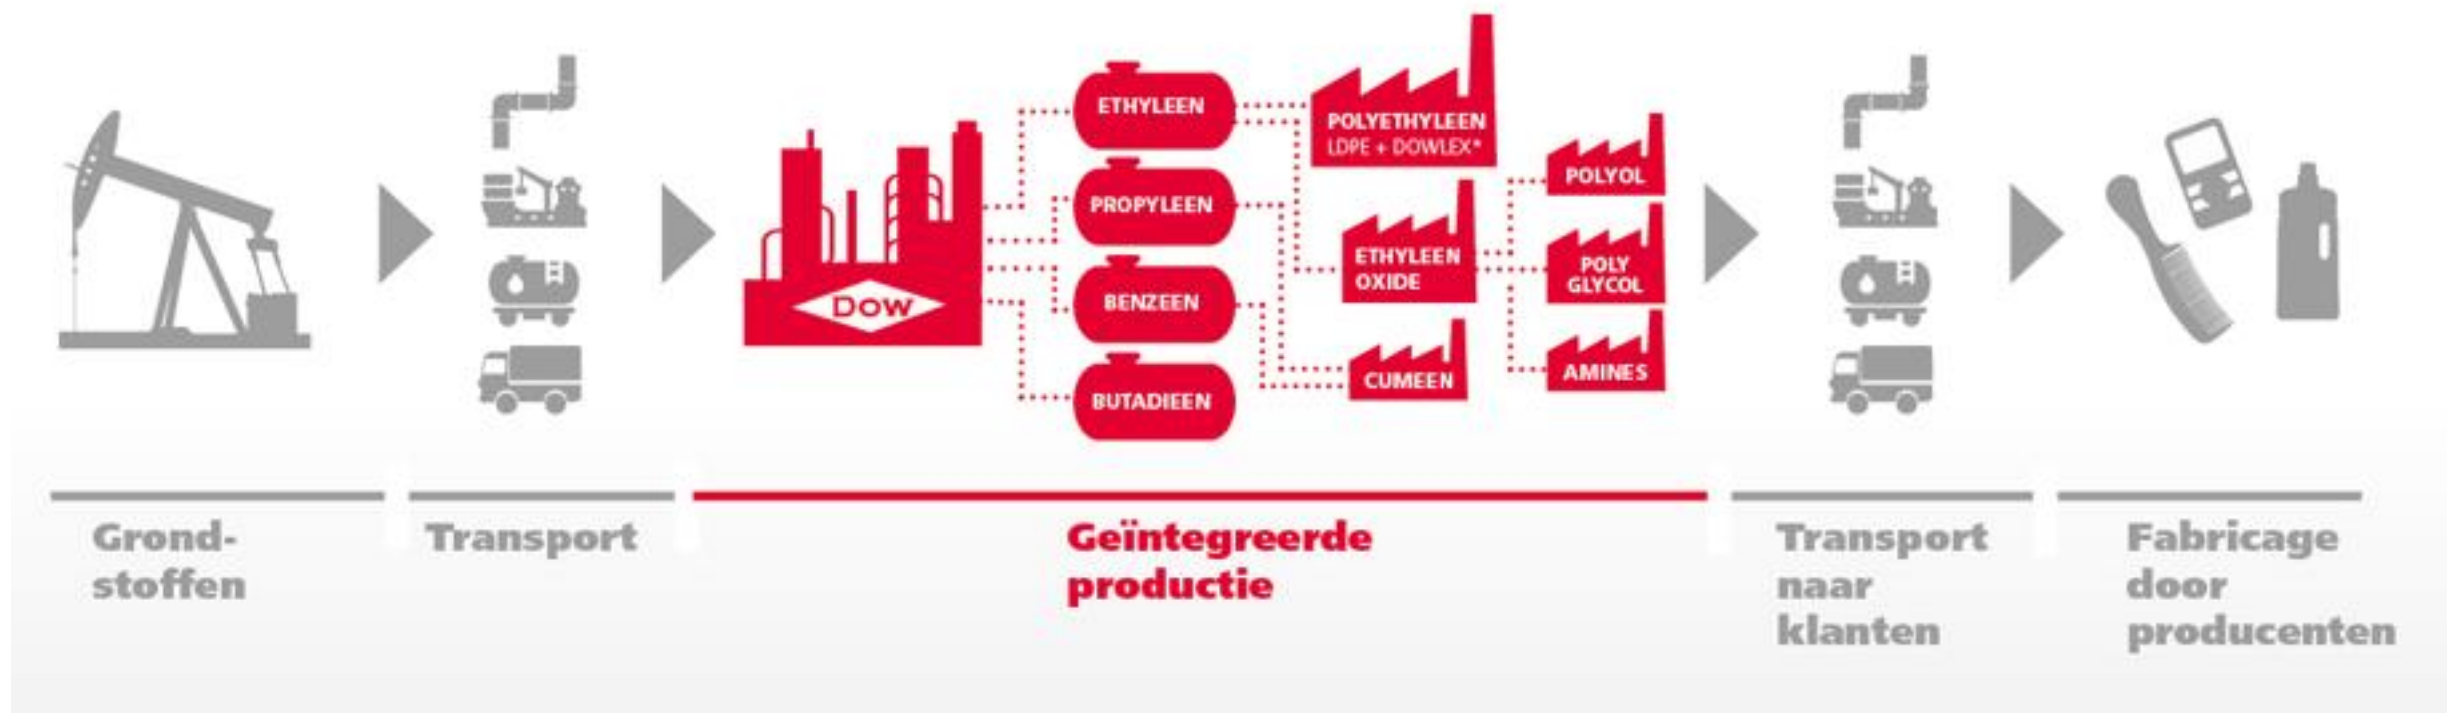 ETHYLEEN
PROPYLEEN
BENZEEN
BUTADIEEN
POLYETHYLEEN
LDPE + DOWLEX*
ETHYLEEN
OXIDE
CUMEEN
POLYOL
POLY
GLYCOL
AMINES
DOW
Grond-
stoffen
Transport
Geïntegreerde
productie
Transport
naar
klanten
Fabricage
door
producenten